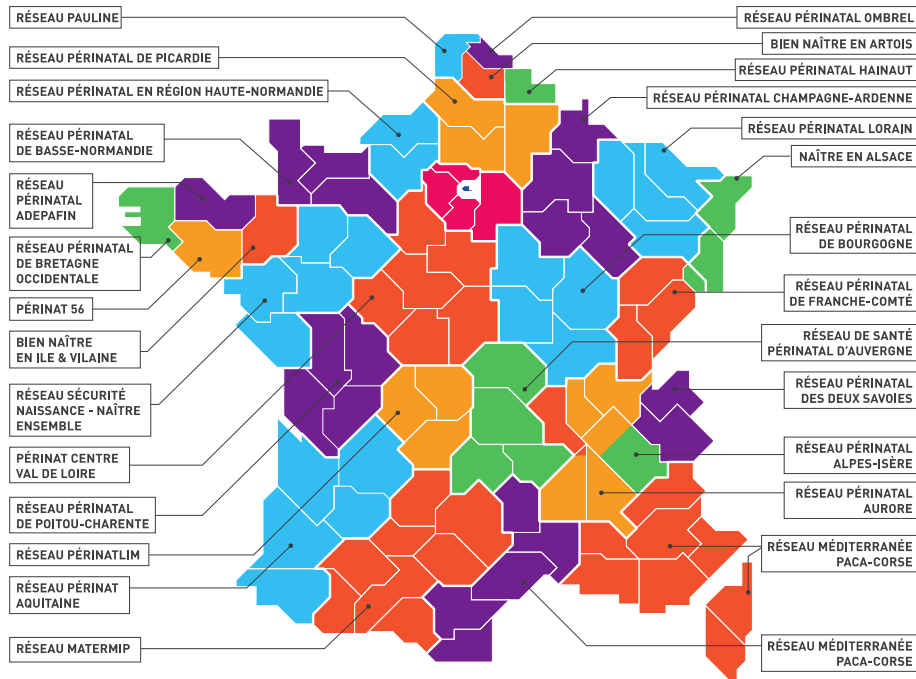 RÉSEAU PAULINE
RÉSEAU PÉRINATAL DE PICARDIE
RÉSEAU PÉRINATAL EN RÉGION HAUTE-NORMANDIE
RÉSEAU PÉRINATAL
DE BASSE-NORMANDIE
RÉSEAU
PÉRINATAL
ADEPAFIN
RÉSEAU PÉRINATAL
DE BRETAGNE
OCCIDENTALE
PÉRINAT 56
BIEN NAÎTRE
EN ILE & VILAINE
RÉSEAU SÉCURITÉ
NAISSANCE - NAÎTRE
ENSEMBLE
PÉRINAT CENTRE
VAL DE LOIRE
RÉSEAU PÉRINATAL
DE POITOU-CHARENTE
RÉSEAU PÉRINATLIM
RÉSEAU PÉRINAT
AQUITAINE
RÉSEAU MATERMIP
RÉSEAU PÉRINATAL OMBREL
BIEN NAÎTRE EN ARTOIS
RÉSEAU PÉRINATAL HAINAUT
RÉSEAU PÉRINATAL CHAMPAGNE-ARDENNE
RÉSEAU PÉRINATAL LORAIN
NAÎTRE EN ALSACE
RÉSEAU PÉRINATAL
DE BOURGOGNE
RÉSEAU PÉRINATAL
DE FRANCHE-COMTÉ
RÉSEAU DE SANTÉ
PÉRINATAL D'AUVERGNE
RÉSEAU PÉRINATAL
DES DEUX SAVOIES
RÉSEAU PÉRINATAL
ALPES-ISÈRE
RÉSEAU PÉRINATAL
AURORE
RÉSEAU MÉDITERRANÉE
PACA-CORSE
RÉSEAU MÉDITERRANÉE
PACA-CORSE